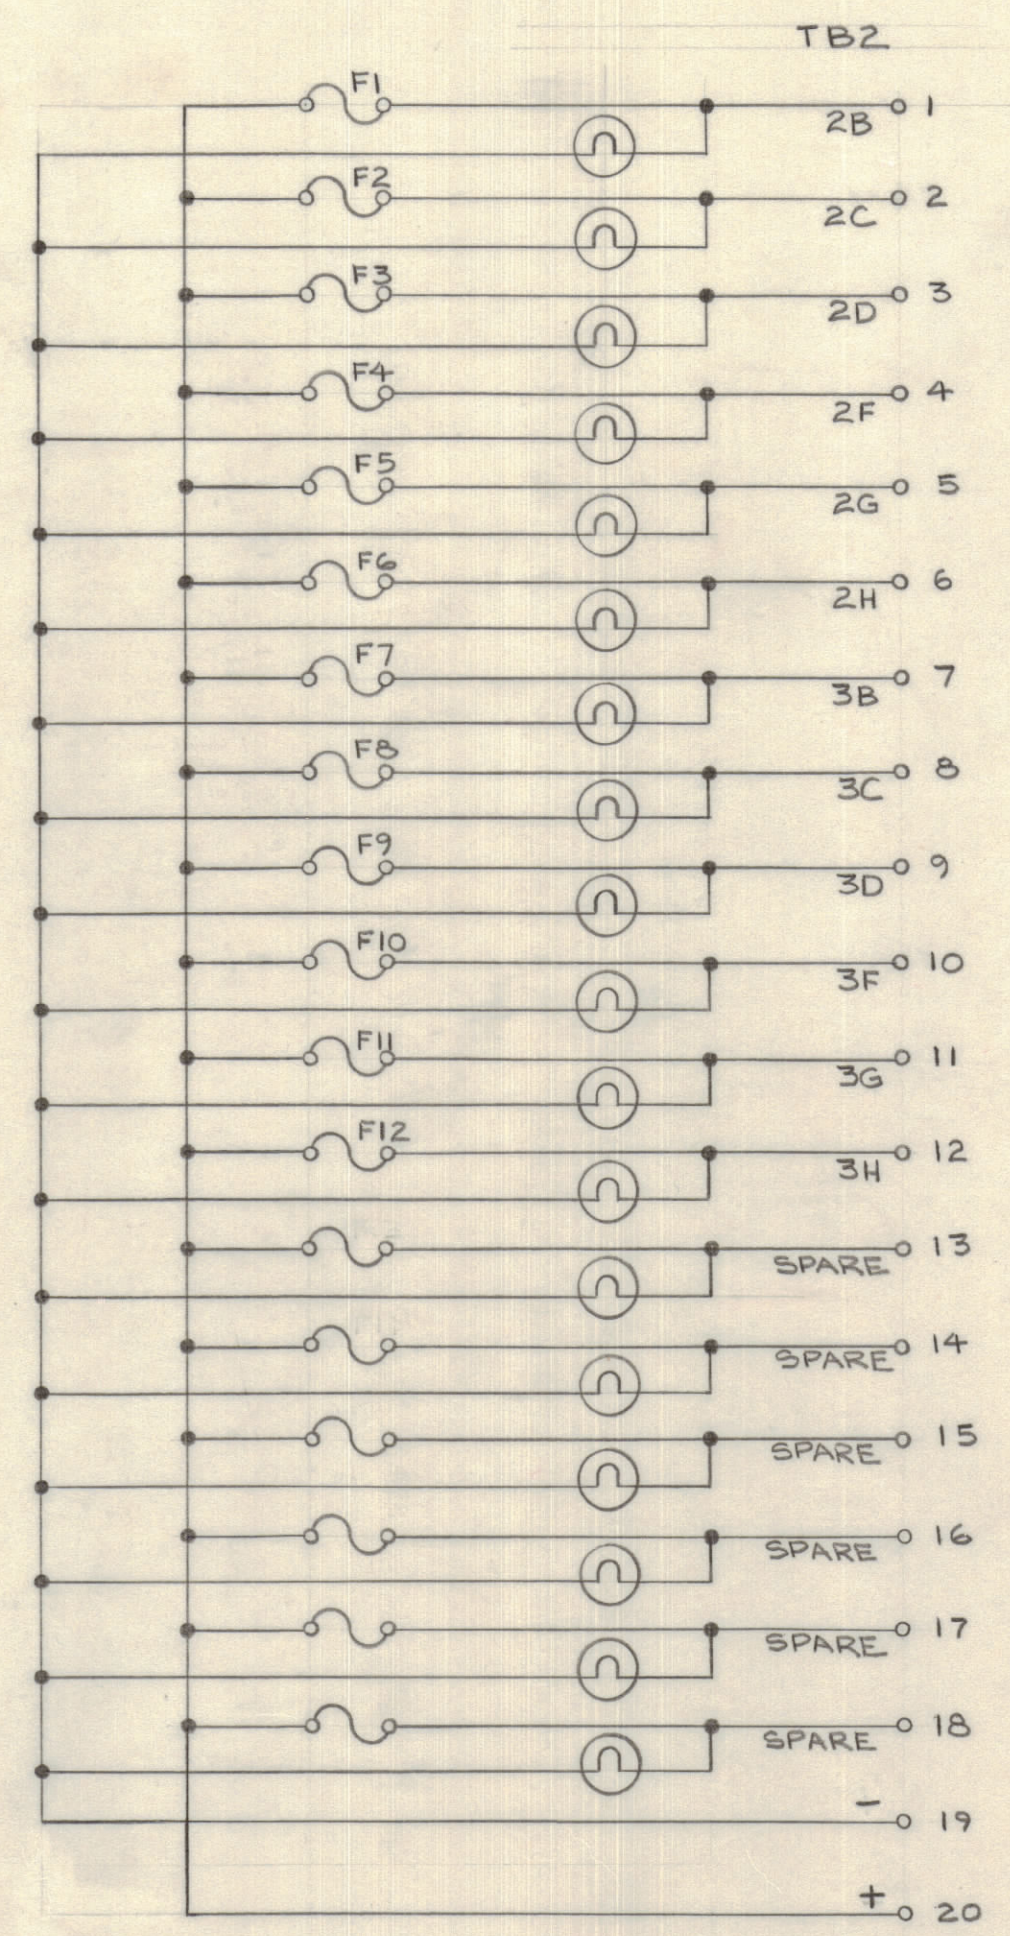 TB2
F1 1
2B
F2 2
2C
F3 3
2D
F4 4
2F
F5 5
2G
F6 6
2H
F7 7
3B
F8 8
3C
F9 9
3D
F10 10
3F
F11 11
3G
F12 12
3H
13
SPARE
14
SPARE
15
SPARE
16
SPARE
17
SPARE
18
SPARE
- 19
+ 20